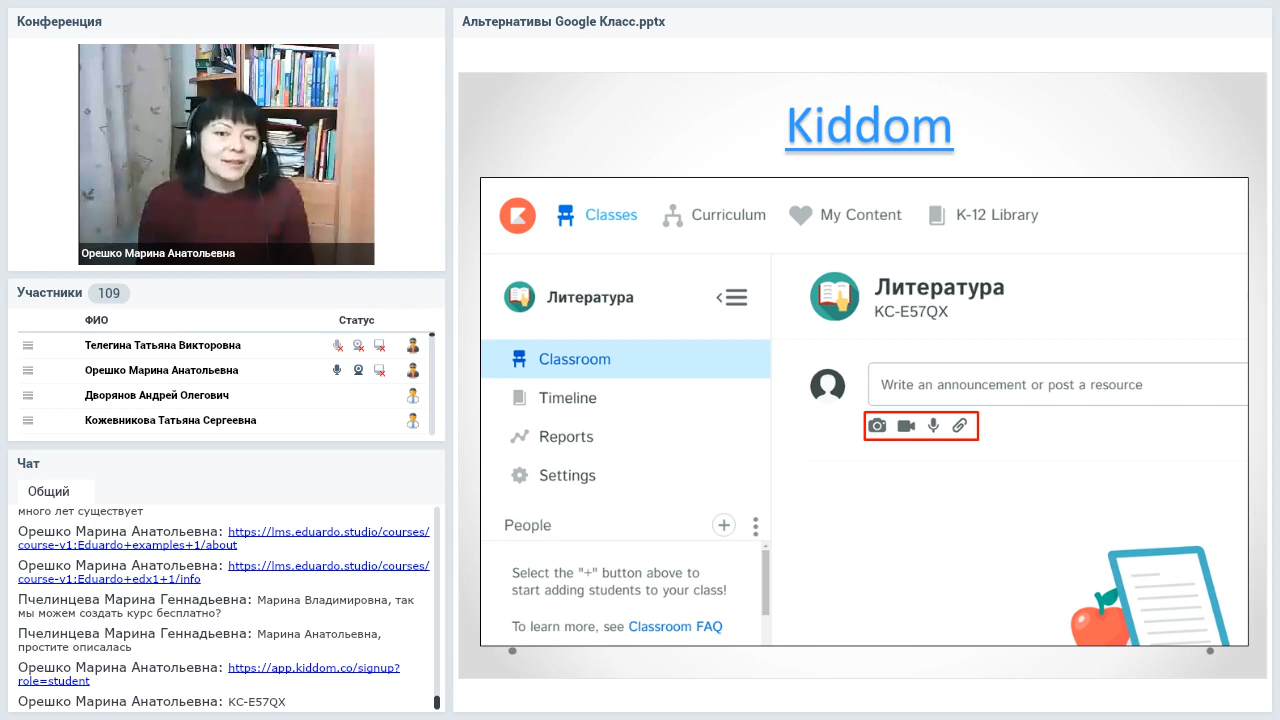 Конференция
Орешко Марина Анатольевна
Участники 109
ФИО Статус
Телегина Татьяна Викторовна
Орешко Марина Анатольевна
Дворянов Андрей Олегович
Кожевникова Татьяна Сергеевна
Чат
Общий
много лет существует
Орешко Марина Анатольевна: https://lms.eduardo.studio/courses/
course-v1:Eduardo+examples+1/about
Орешко Марина Анатольевна: https://lms.eduardo.studio/courses/
course-v1:Eduardo+edx1+1/info
Пчелинцева Марина Геннадьевна: Марина Владимировна, так
мы можем создать курс бесплатно?
Пчелинцева Марина Геннадьевна: Марина Анатольевна,
простите описалась
Орешко Марина Анатольевна: https://app.kiddom.co/signup?
role=student
Орешко Марина Анатольевна: KC-E57QX
Альтернативы Google Класс.pptx
Kiddom
Classes Curriculum My Content K-12 Library
Литература
Classroom
Timeline
Reports
Settings
People
Select the "+" button above to
start adding students to your class!
To learn more, see Classroom FAQ
Литература
KC-E57QX
Write an announcement or post a resource